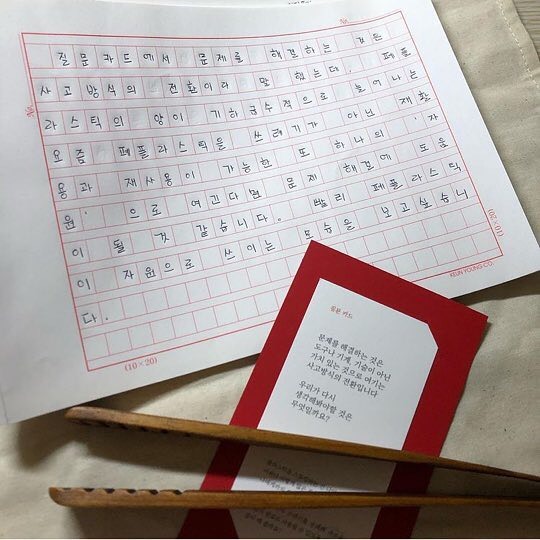 No.
질문카드에서 문제를 해결하는 것은
사고방식의 전환이라 말 했는데, 페플
라스틱의 양이 기하급수적으로 늘어나는
요즘 페플라스틱을 쓰레기가 아닌 재활
용과 재사용이 가능한 또 하나의 '자
원' 으로 여긴다면 문제 해결에 도움
이 될 것 같습니다. 빨리 페플라스틱
이 자원으로 쓰이는 모습을 보고싶습니
다.
(10×20)
(10×20)
KEUN YOUNG CO.
질문 카드
문제를 해결하는 것은
도구나 기계, 기술이 아닌
가치 있는 것으로 여기는
사고방식의 전환입니다
우리가 다시
생각해봐야할 것은
무엇일까요?